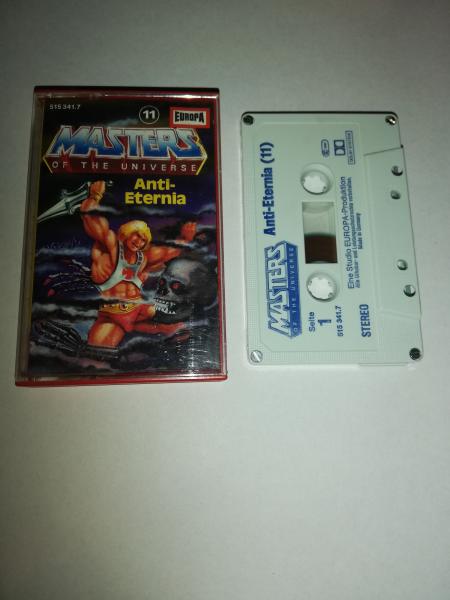 515 341.7
11
EUROPA
MASTERS
OF THE UNIVERSE
Anti-
Eternia
MASTERS
OF THE UNIVERSE
Anti-Eternia (11)
Seite
1
515 341.7
STEREO
Eine Studio EUROPA-Produktion
Made in Germany